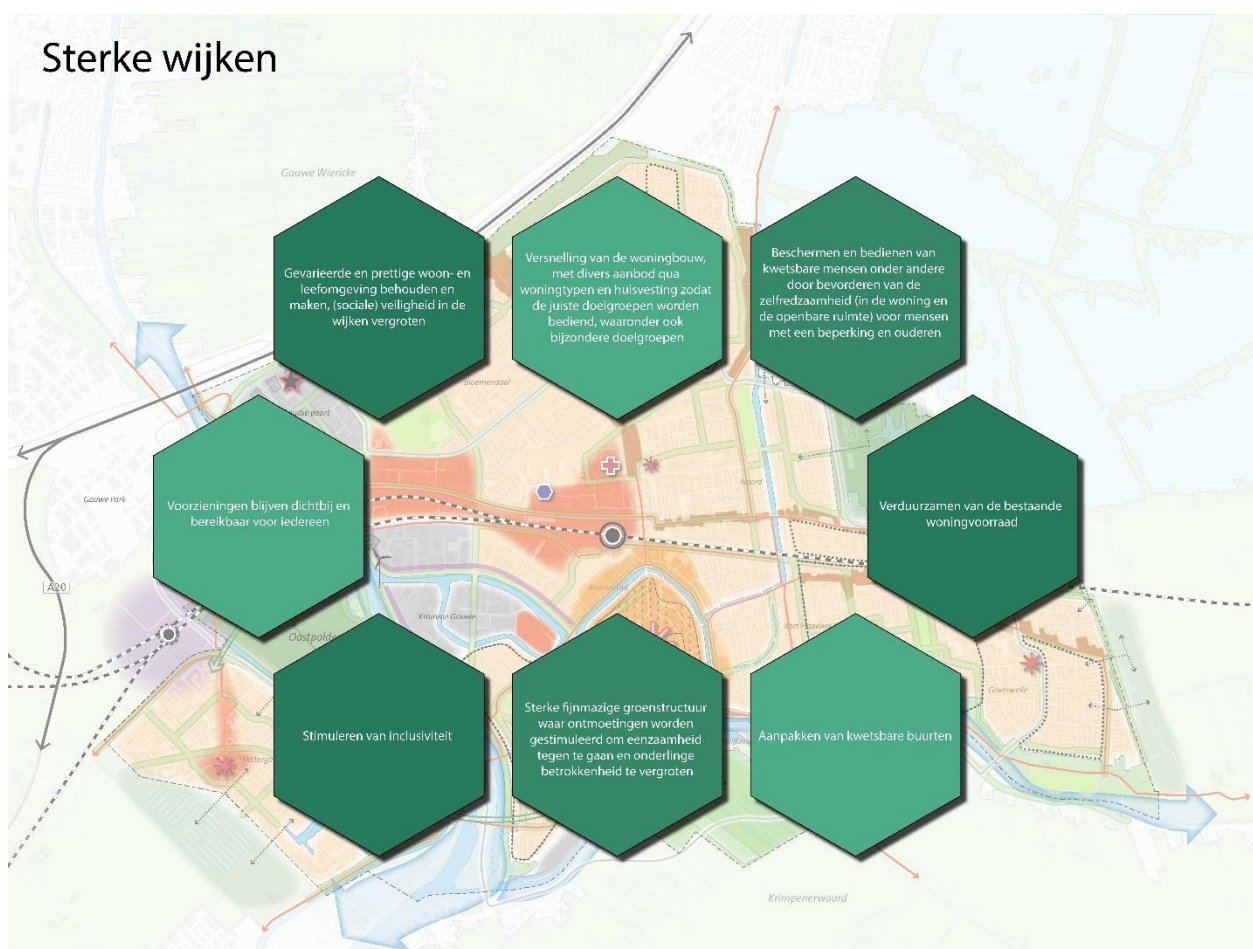 Sterke wijken
Gouwe Wiericke
Gevarieerde en prettige woon- en
leefomgeving behouden en
maken, (sociale) veiligheid in de
wijken vergroten
Versnelling van de woningbouw,
met divers aanbod qua
woningtypen en huisvesting zodat
de juiste doelgroepen worden
bediend, waaronder ook
bijzondere doelgroepen
Beschermen en bedienen van
kwetsbare mensen onder andere
door bevorderen van de
zelfredzaamheid (in de woning en
de openbare ruimte) voor mensen
met een beperking en ouderen
Bloemendaal
Noord
Gouwe Park
Voorzieningen blijven dichtbij en
bereikbaar voor iedereen
Verduurzamen van de bestaande
woningvoorraad
A20
Binnenstad
Kromme Gouwe
Oostpolder
Kort Haarlem
Goverwelle
Stimuleren van inclusiviteit
Sterke fijnmazige groenstructuur
waar ontmoetingen worden
gestimuleerd om eenzaamheid
tegen te gaan en onderlinge
betrokkenheid te vergroten
Aanpakken van kwetsbare buurten
Krimpenerwaard